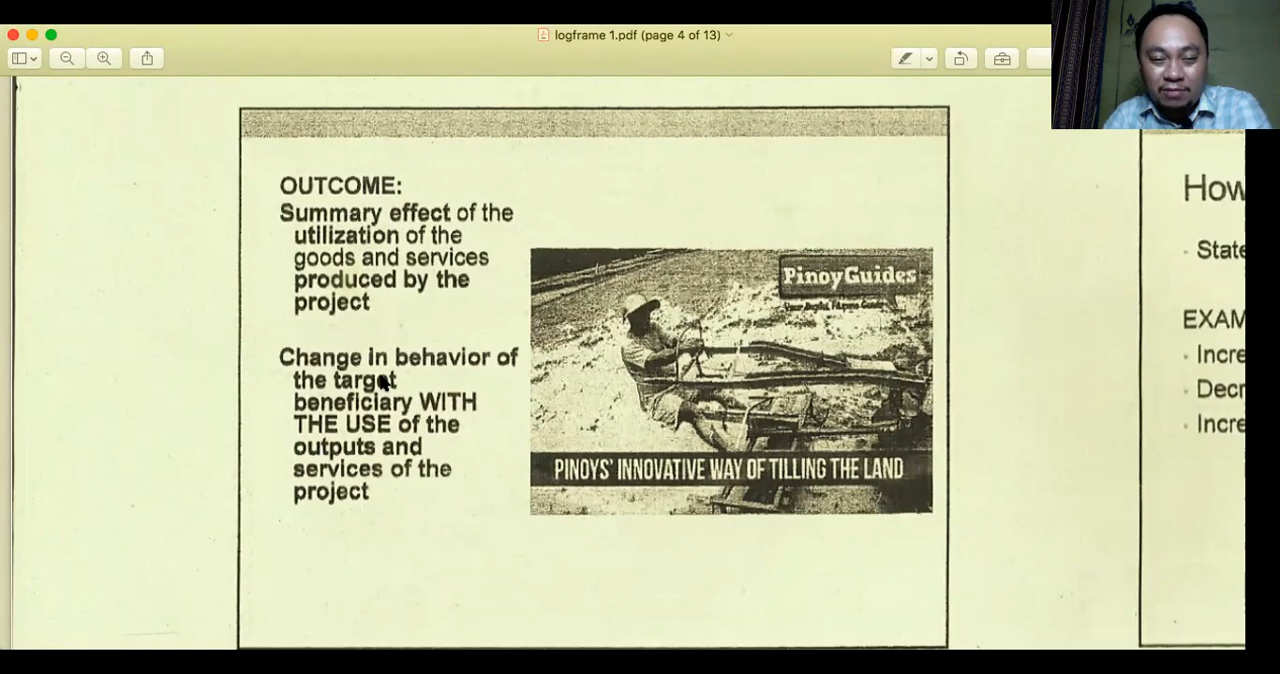 logframe 1.pdf (page 4 of 13)
OUTCOME:
Summary effect of the
utilization of the
goods and services
produced by the
project
Change in behavior of
the target
beneficiary WITH
THE USE of the
outputs and
services of the
project
PinoyGuides
PINOYS' INNOVATIVE WAY OF TILLING THE LAND
How
State
EXAM
Incre
Decr
Incre